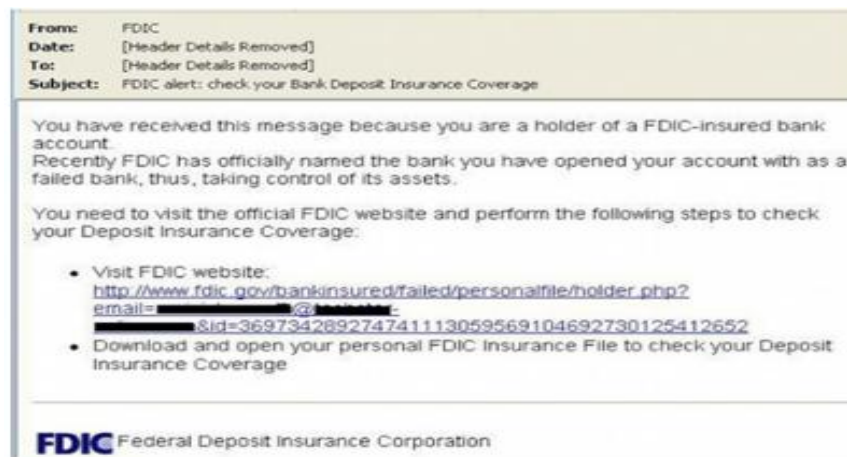 From: FDIC
Date: [Header Details Removed]
To: [Header Details Removed]
Subject: FDIC alert: check your Bank Deposit Insurance Coverage
You have received this message because you are a holder of a FDIC-insured bank
account.
Recently FDIC has officially named the bank you have opened your account with as a
failed bank, thus, taking control of its assets.
You need to visit the official FDIC website and perform the following steps to check
your Deposit Insurance Coverage:
• Visit FDIC website:
http://www.fdic.gov/bankinsured/failed/personalfile/holder.php?
email=@-
&id=369734289274741113059569104692730125412652
• Download and open your personal FDIC Insurance File to check your Deposit
Insurance Coverage
FDIC Federal Deposit Insurance Corporation